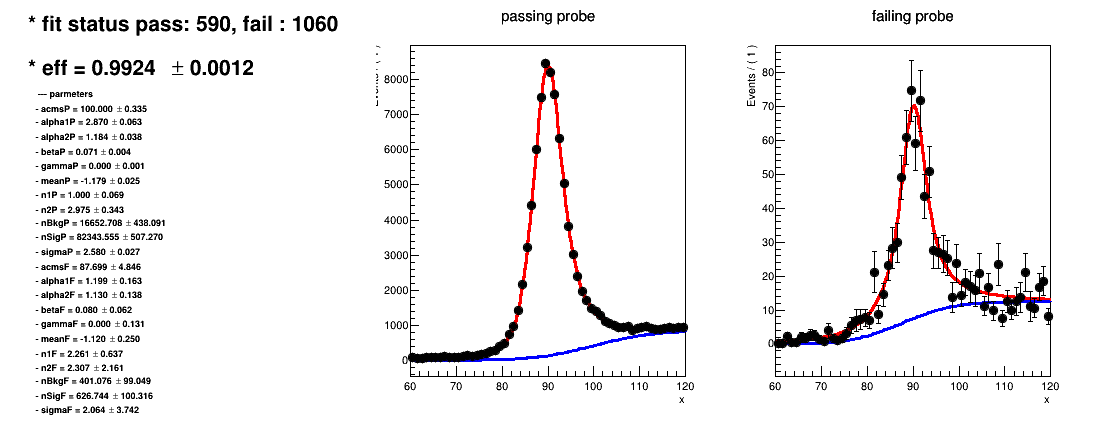 * fit status pass: 590, fail : 1060
* eff = 0.9924 ± 0.0012
--- parmeters
- acmsP = 100.000 ± 0.335
- alpha1P = 2.870 ± 0.063
- alpha2P = 1.184 ± 0.038
- betaP = 0.071 ± 0.004
- gammaP = 0.000 ± 0.001
- meanP = -1.179 ± 0.025
- n1P = 1.000 ± 0.069
- n2P = 2.975 ± 0.343
- nBkgP = 16652.708 ± 438.091
- nSigP = 82343.555 ± 507.270
- sigmaP = 2.580 ± 0.027
- acmsF = 87.699 ± 4.846
- alpha1F = 1.199 ± 0.163
- alpha2F = 1.130 ± 0.138
- betaF = 0.080 ± 0.062
- gammaF = 0.000 ± 0.131
- meanF = -1.120 ± 0.250
- n1F = 2.261 ± 0.637
- n2F = 2.307 ± 2.161
- nBkgF = 401.076 ± 99.049
- nSigF = 626.744 ± 100.316
- sigmaF = 2.064 ± 3.742
passing probe
8000
7000
6000
5000
4000
3000
2000
1000
0
60 70 80 90 100 110 120
x
failing probe
Events / ( 1 )
80
70
60
50
40
30
20
10
0
60 70 80 90 100 110 120
x